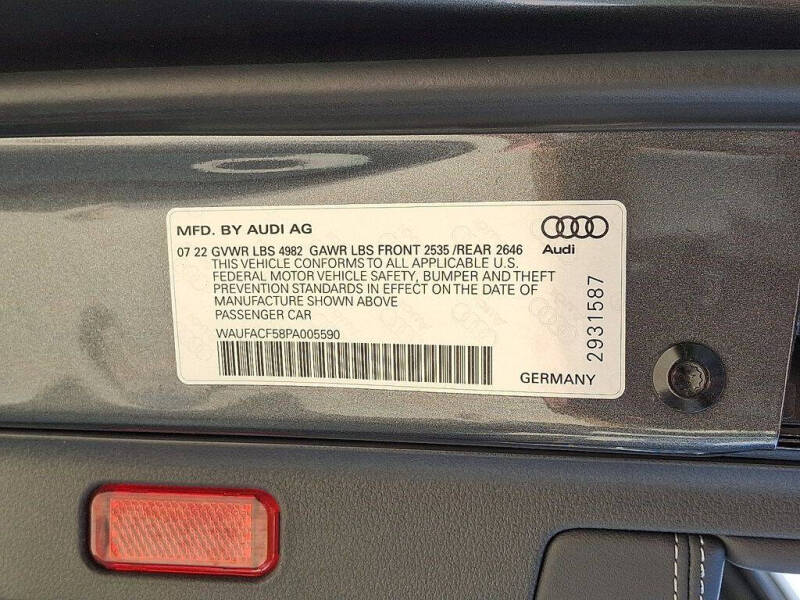 MFD. BY AUDI AG
07 22 GVWR LBS 4982 GAWR LBS FRONT 2535 /REAR 2646
THIS VEHICLE CONFORMS TO ALL APPLICABLE U.S.
FEDERAL MOTOR VEHICLE SAFETY, BUMPER AND THEFT
PREVENTION STANDARDS IN EFFECT ON THE DATE OF
MANUFACTURE SHOWN ABOVE
PASSENGER CAR
WAUFACF58PA005590
Audi
2931587
GERMANY